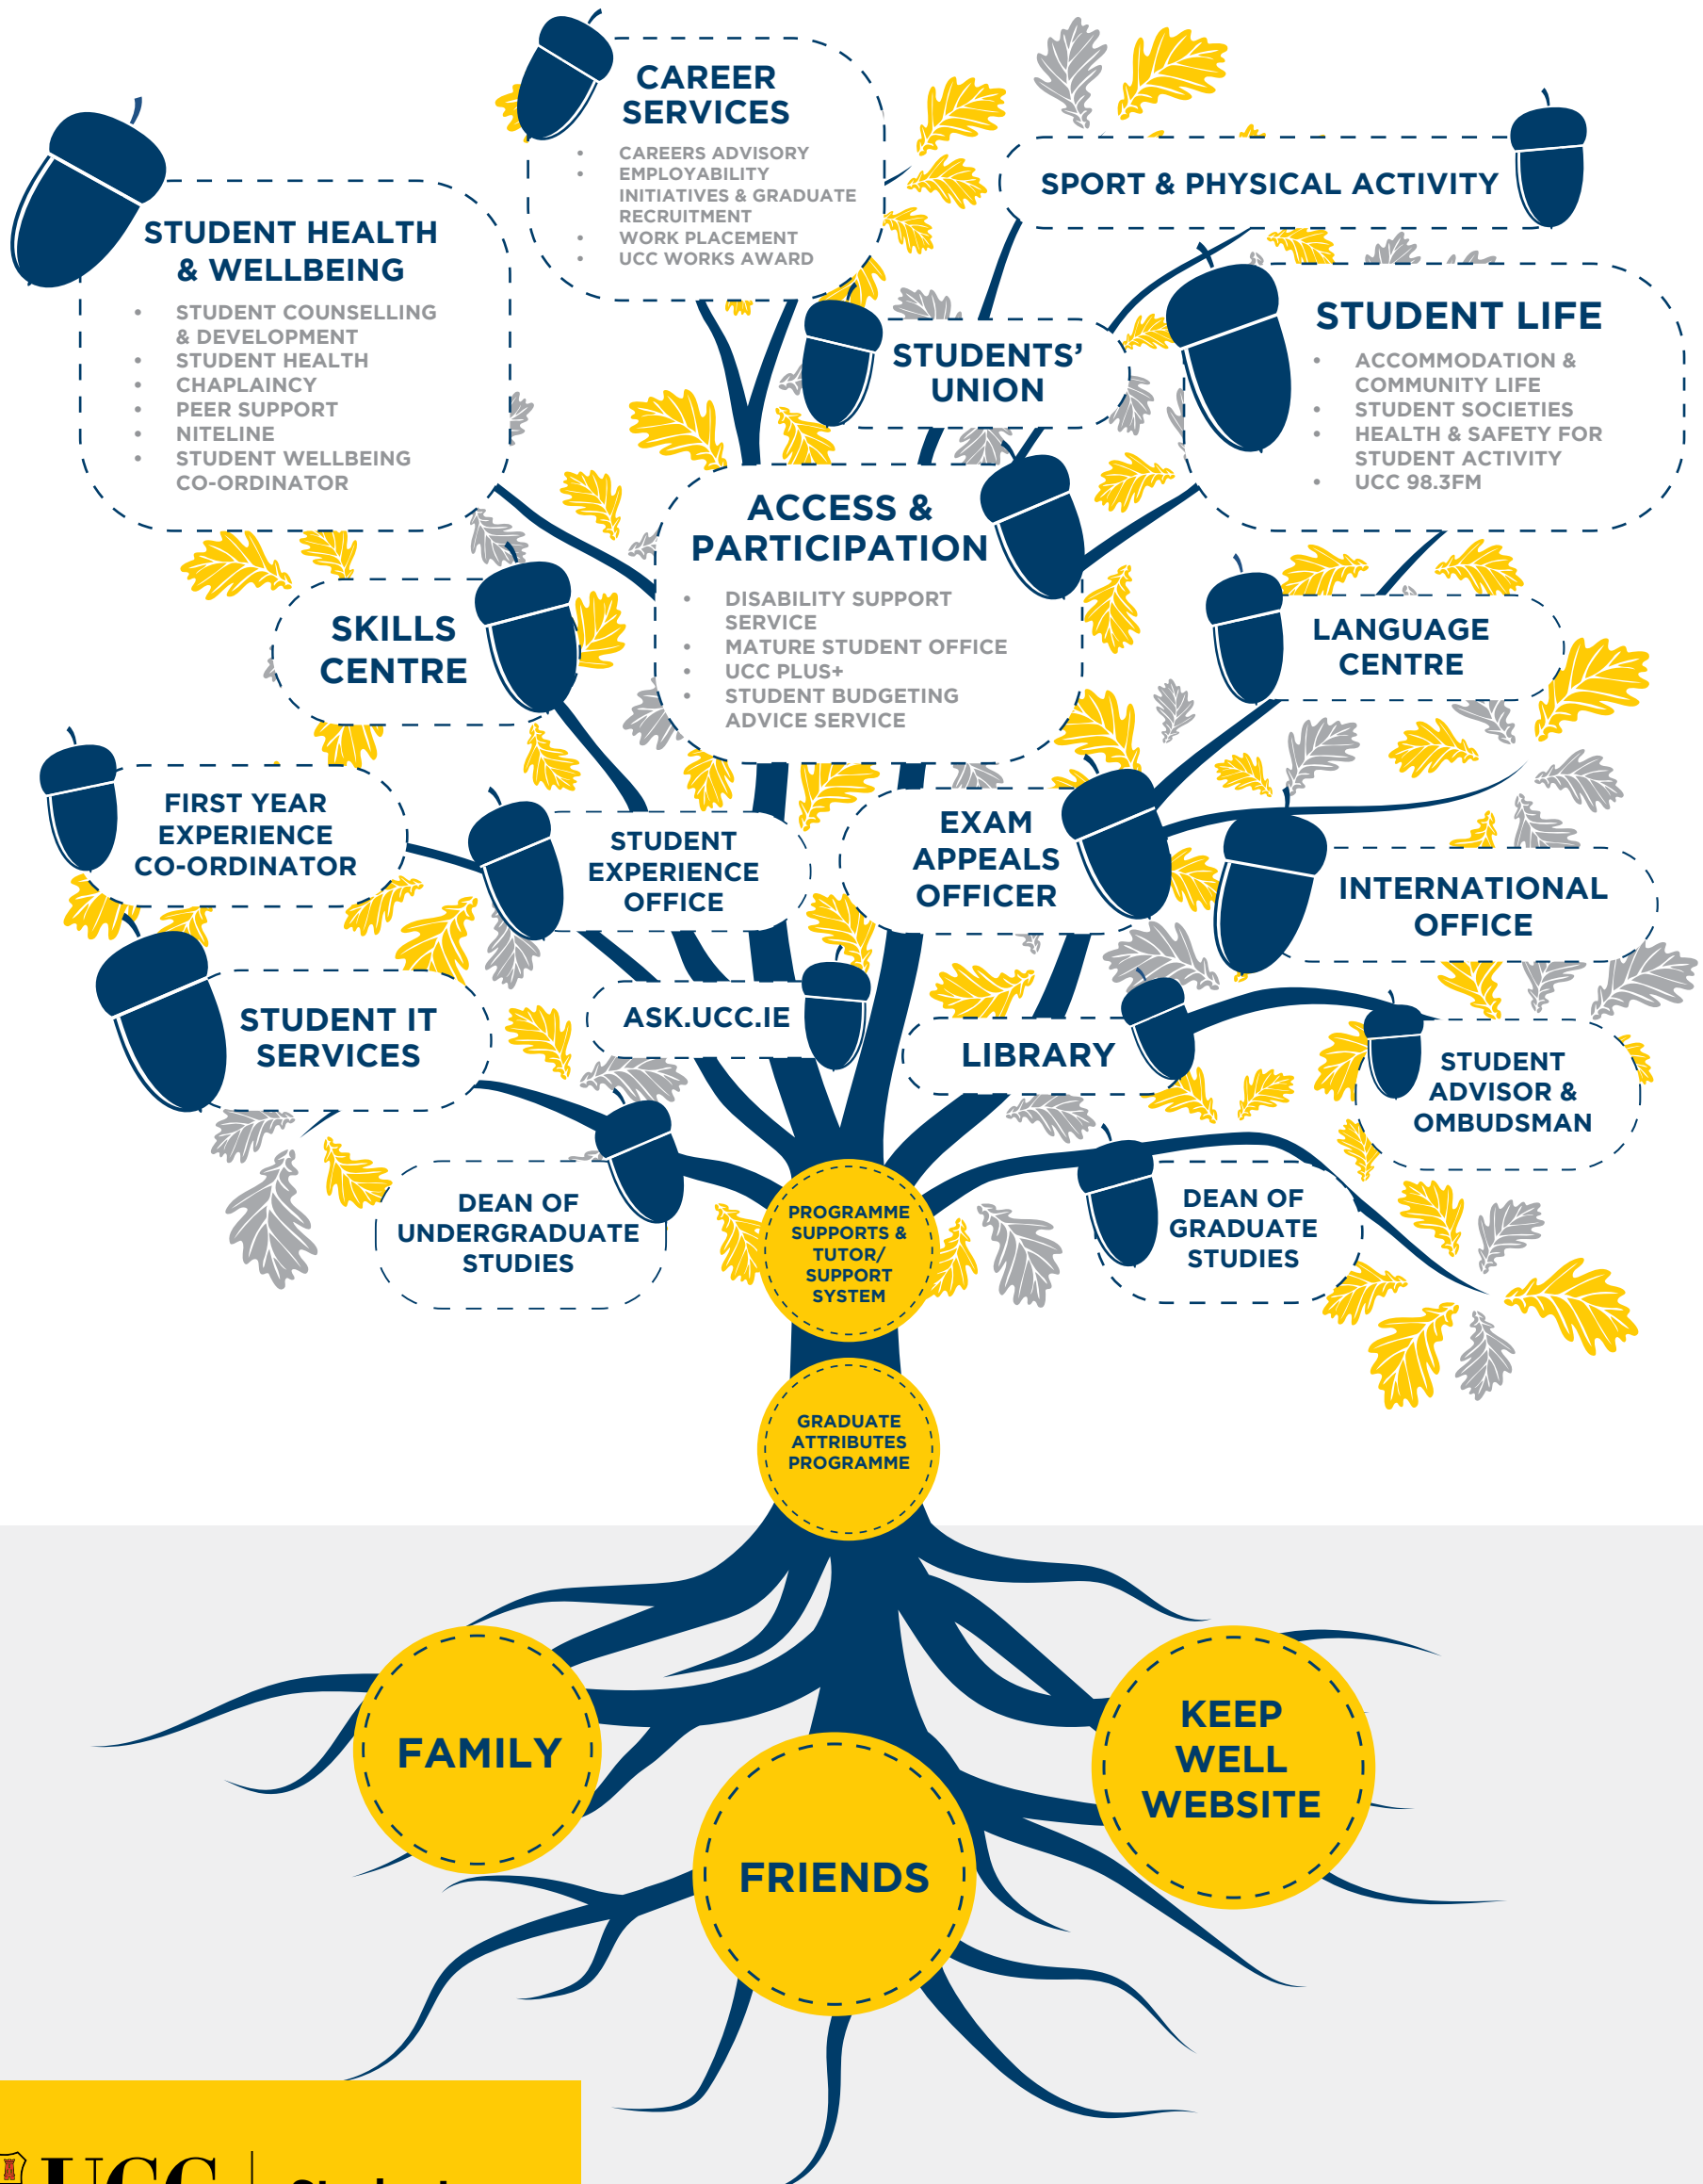 CAREER
SERVICES
• CAREERS ADVISORY
• EMPLOYABILITY
INITIATIVES & GRADUATE
RECRUITMENT
• WORK PLACEMENT
• UCC WORKS AWARD
SPORT & PHYSICAL ACTIVITY
STUDENT HEALTH
& WELLBEING
• STUDENT COUNSELLING
& DEVELOPMENT
• STUDENT HEALTH
• CHAPLAINCY
• PEER SUPPORT
• NITELINE
• STUDENT WELLBEING
CO-ORDINATOR
STUDENTS’
UNION
STUDENT LIFE
• ACCOMMODATION &
COMMUNITY LIFE
• STUDENT SOCIETIES
• HEALTH & SAFETY FOR
STUDENT ACTIVITY
• UCC 98.3FM
ACCESS &
PARTICIPATION
• DISABILITY SUPPORT
SERVICE
• MATURE STUDENT OFFICE
• UCC PLUS+
• STUDENT BUDGETING
ADVICE SERVICE
SKILLS
CENTRE
LANGUAGE
CENTRE
FIRST YEAR
EXPERIENCE
CO-ORDINATOR
STUDENT
EXPERIENCE
OFFICE
EXAM
APPEALS
OFFICER
INTERNATIONAL
OFFICE
STUDENT IT
SERVICES
ASK.UCC.IE
LIBRARY
STUDENT
ADVISOR &
OMBUDSMAN
DEAN OF
UNDERGRADUATE
STUDIES
PROGRAMME
SUPPORTS &
TUTOR/
SUPPORT
SYSTEM
DEAN OF
GRADUATE
STUDIES
GRADUATE
ATTRIBUTES
PROGRAMME
FAMILY
FRIENDS
KEEP
WELL
WEBSITE
UCC